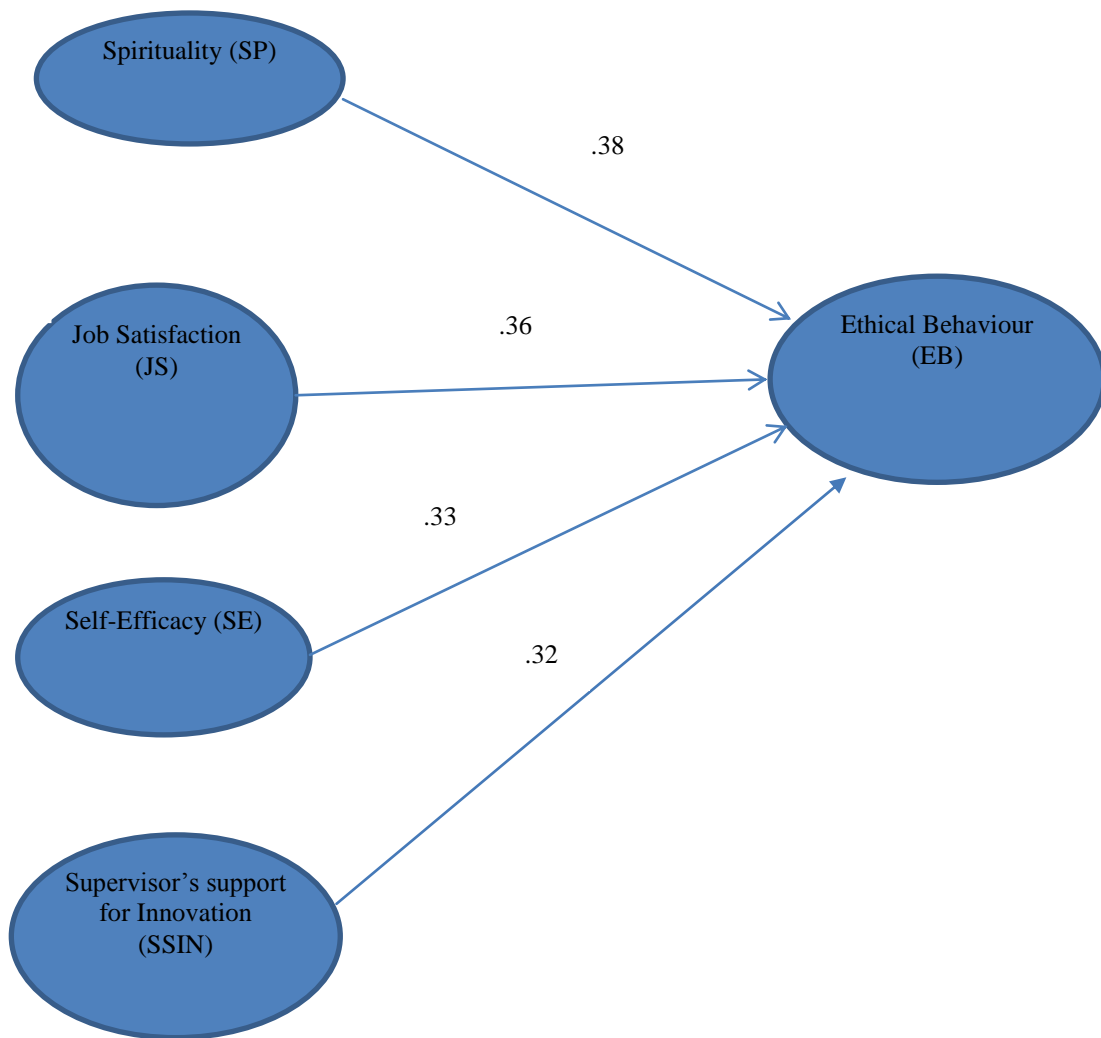 Spirituality (SP)
.38
Job Satisfaction
(JS)
.36
Ethical Behaviour
(EB)
.33
Self-Efficacy (SE)
.32
Supervisor’s support
for Innovation
(SSIN)